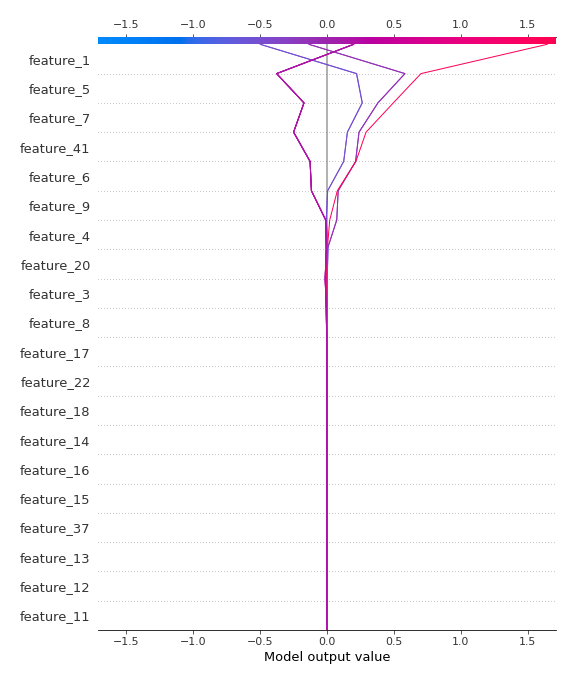 −1.5 −1.0 −0.5 0.0 0.5 1.0 1.5
feature_1
feature_5
feature_7
feature_41
feature_6
feature_9
feature_4
feature_20
feature_3
feature_8
feature_17
feature_22
feature_18
feature_14
feature_16
feature_15
feature_37
feature_13
feature_12
feature_11
−1.5 −1.0 −0.5 0.0 0.5 1.0 1.5
Model output value